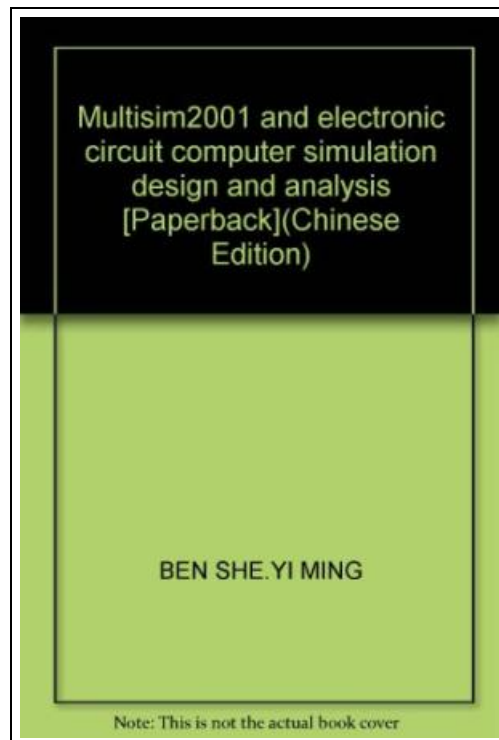 Multisim2001 and electronic
circuit computer simulation
design and analysis
[Paperback](Chinese
Edition)
BEN SHE.YI MING
Note: This is not the actual book cover